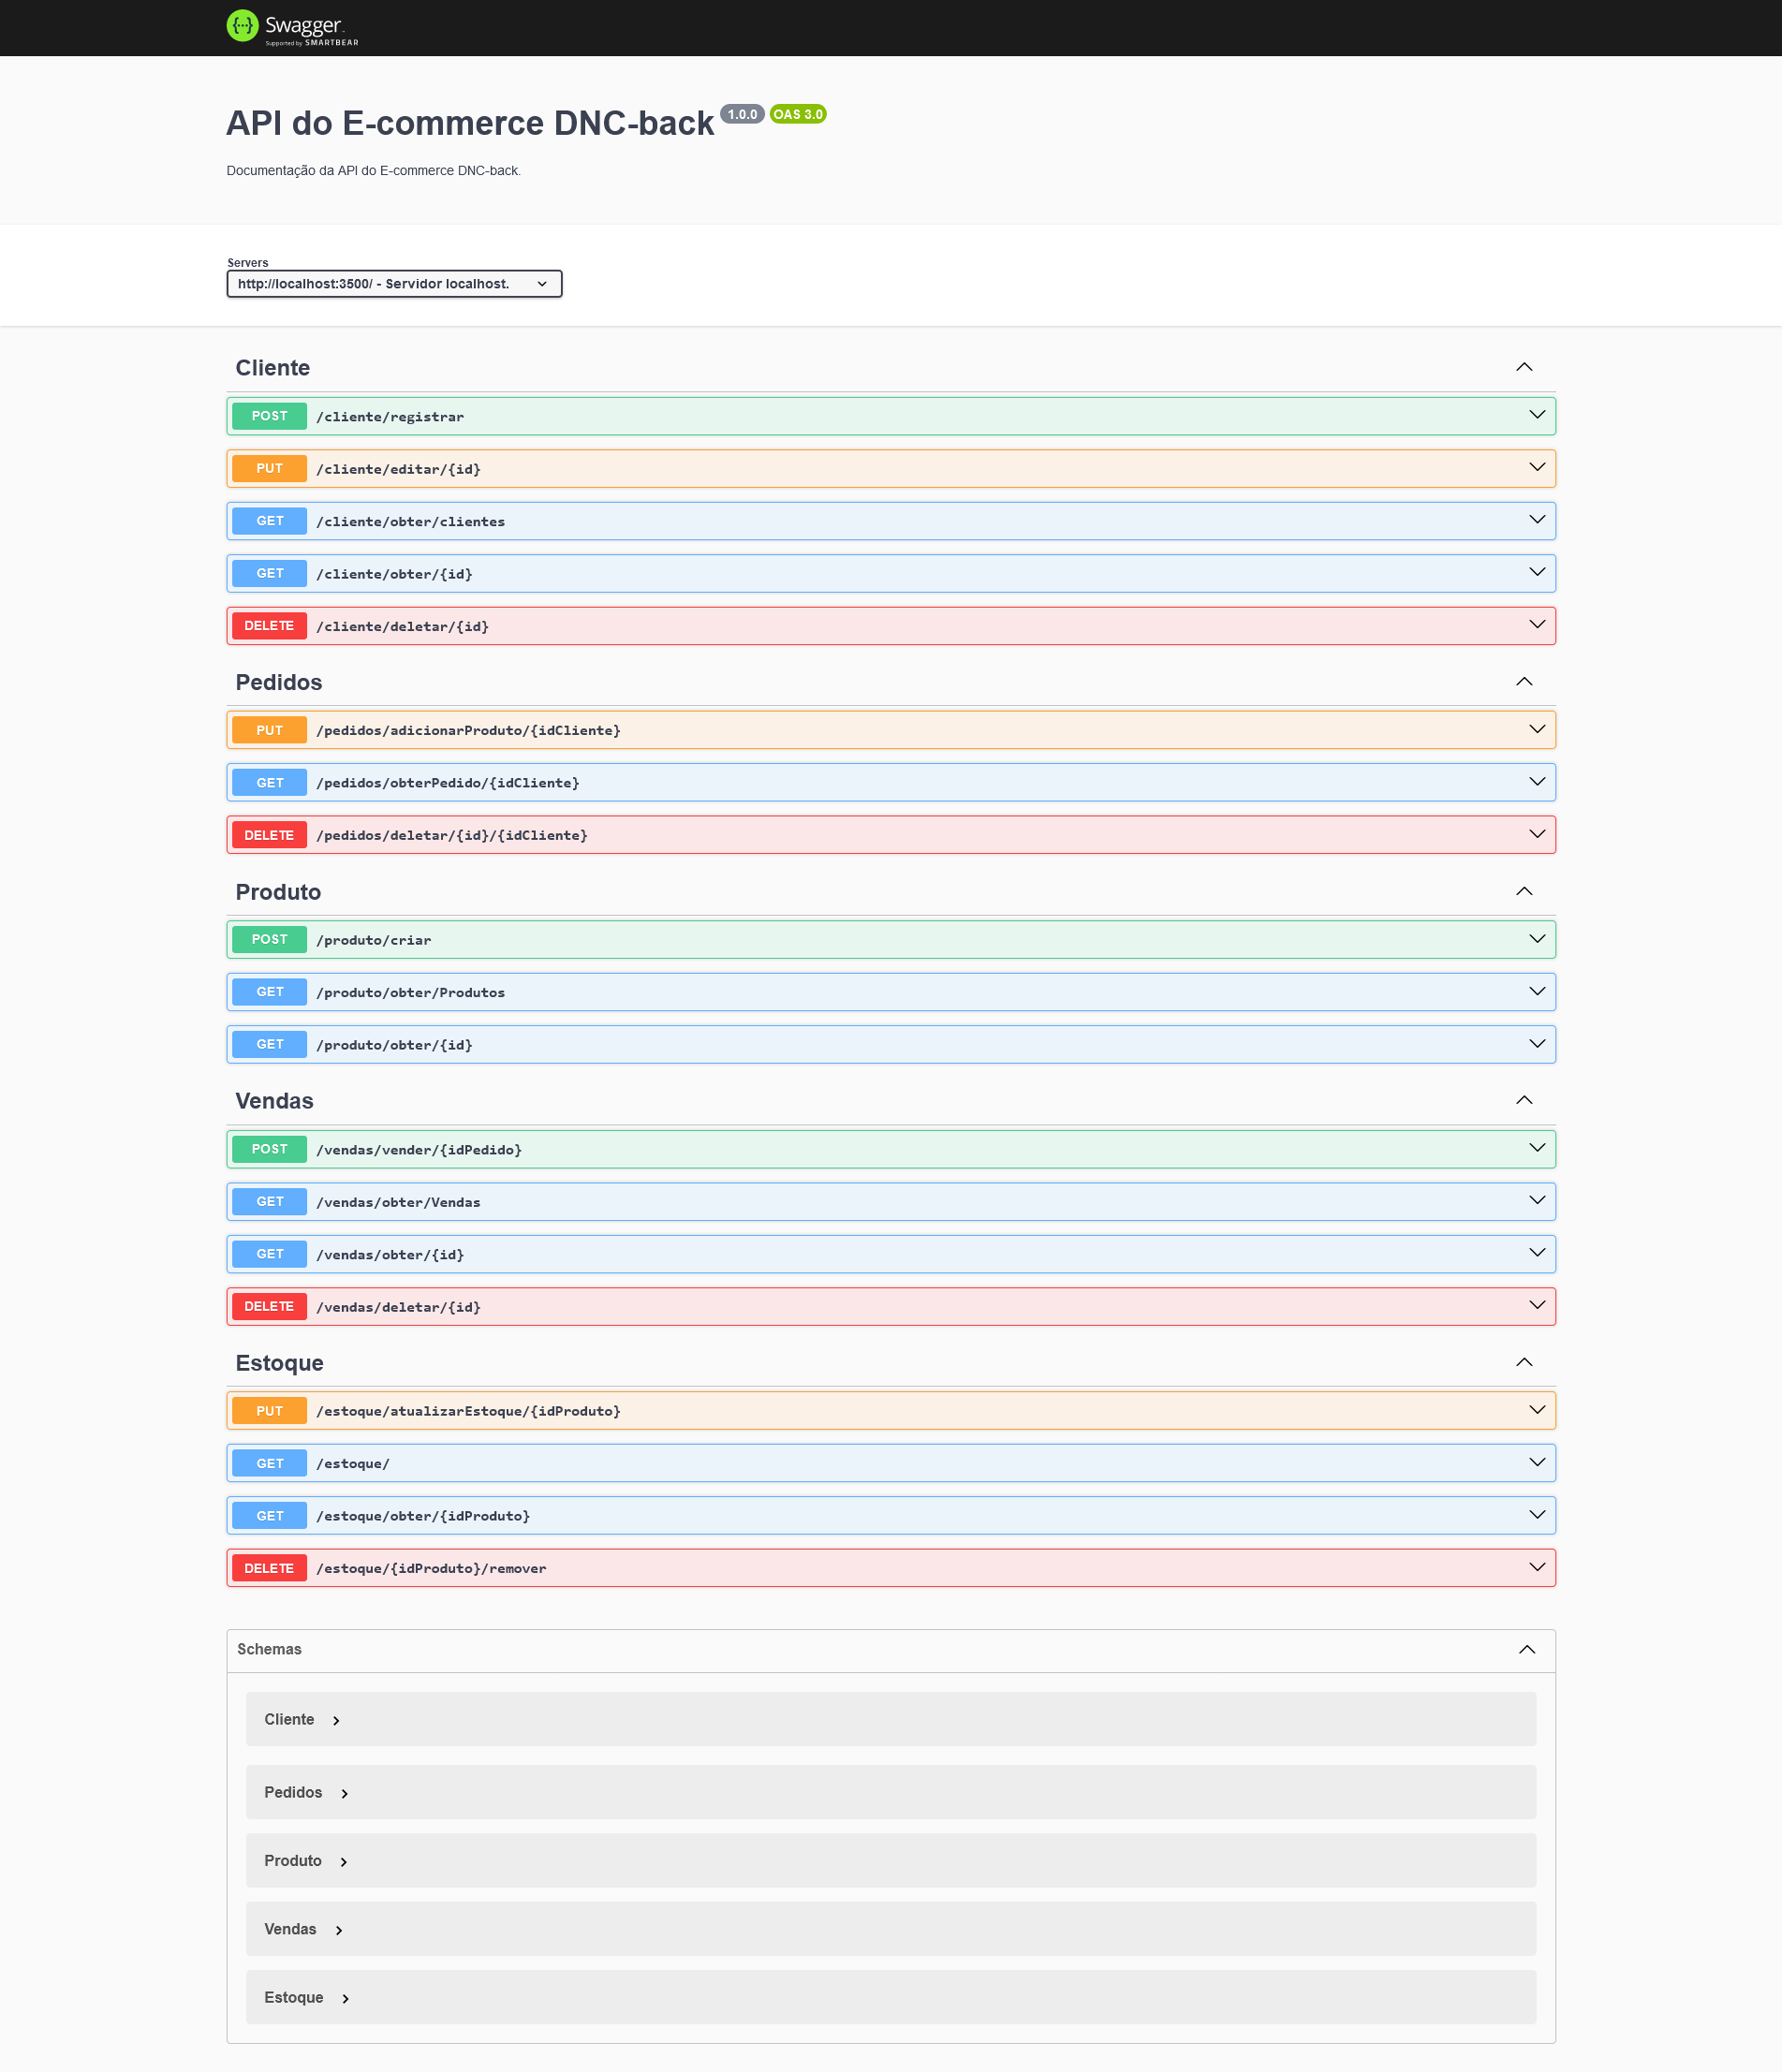 Swagger
Supported by SMARTBEAR
API do E-commerce DNC-back 1.0.0 OAS 3.0
Documentação da API do E-commerce DNC-back.
Servers
http://localhost:3500/ - Servidor localhost.
Cliente
POST /cliente/registrar
PUT /cliente/editar/{id}
GET /cliente/obter/clientes
GET /cliente/obter/{id}
DELETE /cliente/deletar/{id}
Pedidos
PUT /pedidos/adicionarProduto/{idCliente}
GET /pedidos/obterPedido/{idCliente}
DELETE /pedidos/deletar/{id}/{idCliente}
Produto
POST /produto/criar
GET /produto/obter/Produtos
GET /produto/obter/{id}
Vendas
POST /vendas/vender/{idPedido}
GET /vendas/obter/Vendas
GET /vendas/obter/{id}
DELETE /vendas/deletar/{id}
Estoque
PUT /estoque/atualizarEstoque/{idProduto}
GET /estoque/
GET /estoque/obter/{idProduto}
DELETE /estoque/{idProduto}/remover
Schemas
Cliente
Pedidos
Produto
Vendas
Estoque